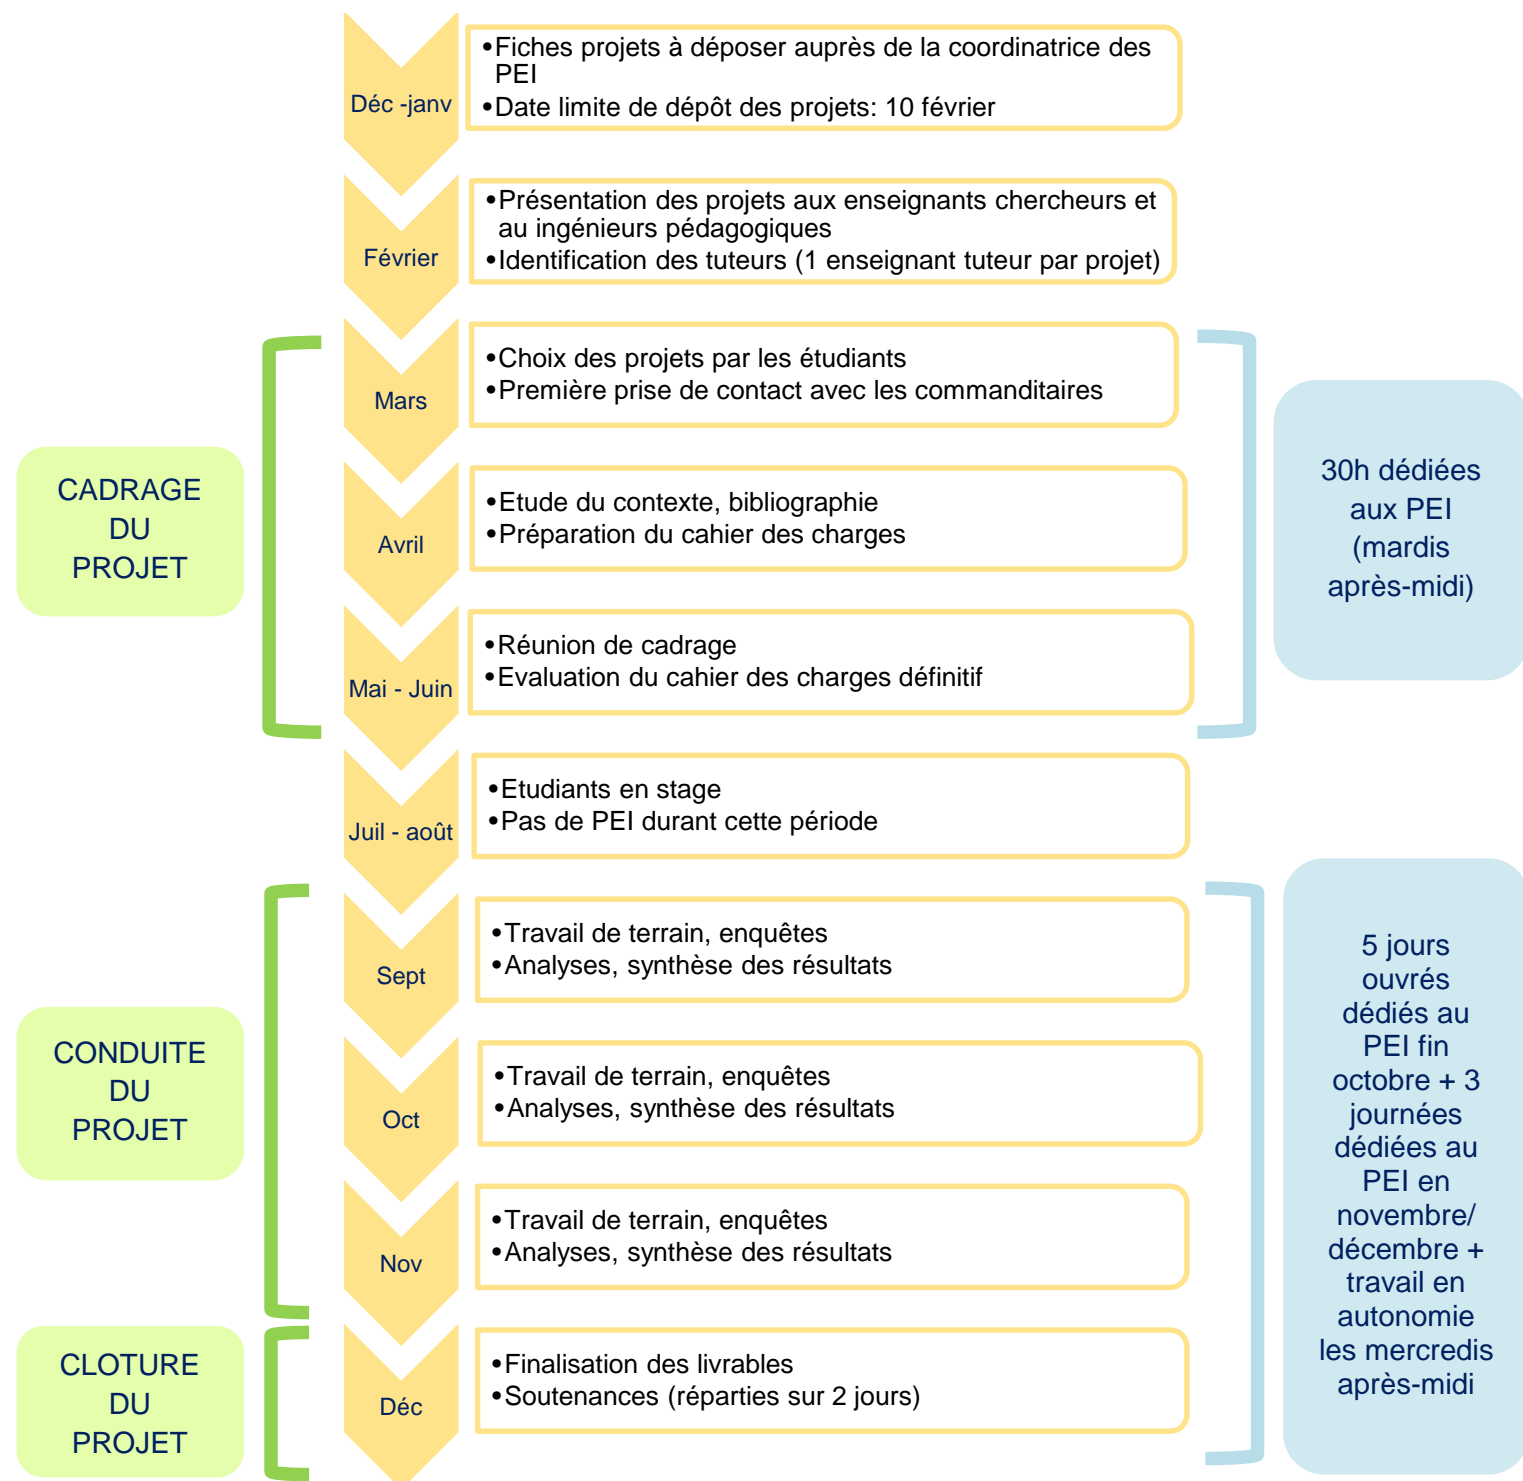 Déc -janv
•Fiches projets à déposer auprès de la coordinatrice des
PEI
•Date limite de dépôt des projets: 10 février
Février
•Présentation des projets aux enseignants chercheurs et
au ingénieurs pédagogiques
•Identification des tuteurs (1 enseignant tuteur par projet)
CADRAGE
DU
PROJET
Mars
•Choix des projets par les étudiants
•Première prise de contact avec les commanditaires
Avril
•Etude du contexte, bibliographie
•Préparation du cahier des charges
Mai - Juin
•Réunion de cadrage
•Evaluation du cahier des charges définitif
30h dédiées
aux PEI
(mardis
après-midi)
Juil - août
•Etudiants en stage
•Pas de PEI durant cette période
CONDUITE
DU
PROJET
Sept
•Travail de terrain, enquêtes
•Analyses, synthèse des résultats
Oct
•Travail de terrain, enquêtes
•Analyses, synthèse des résultats
Nov
•Travail de terrain, enquêtes
•Analyses, synthèse des résultats
CLOTURE
DU
PROJET
Déc
•Finalisation des livrables
•Soutenances (réparties sur 2 jours)
5 jours
ouvrés
dédiés au
PEI fin
octobre + 3
journées
dédiées au
PEI en
novembre/
décembre +
travail en
autonomie
les mercredis
après-midi